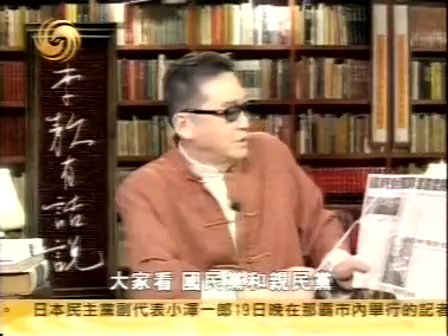 李敖有話說
大家看 國民黨和親民黨
。 日本民主黨副代表小澤一郎19日晚在那霸市内舉行的記